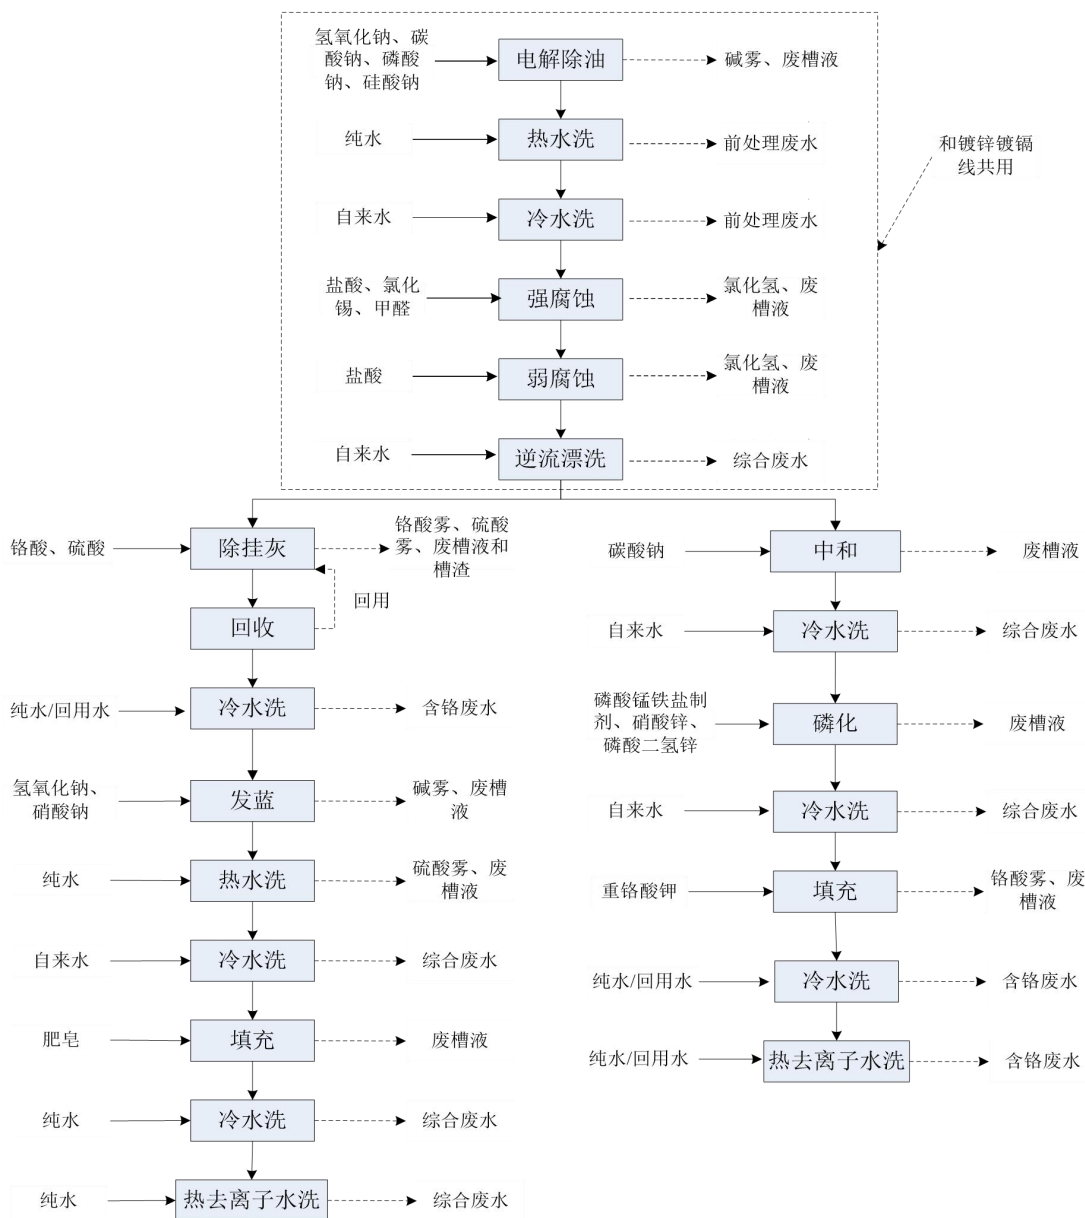 氢氧化钠、碳
酸钠、磷酸
钠、硅酸钠
电解除油
碱雾、废槽液
纯水
热水洗
前处理废水
和镀锌镀镉
线共用
自来水
冷水洗
前处理废水
盐酸、氯化
锡、甲醛
强腐蚀
氯化氢、废
槽液
盐酸
弱腐蚀
氯化氢、废
槽液
自来水
逆流漂洗
综合废水
铬酸、硫酸
除挂灰
铬酸雾、硫酸
雾、废槽液和
槽渣
回用
回收
纯水/回用水
冷水洗
含铬废水
氢氧化钠、
硝酸钠
发蓝
碱雾、废槽
液
纯水
热水洗
硫酸雾、废
槽液
自来水
冷水洗
综合废水
肥皂
填充
废槽液
纯水
冷水洗
综合废水
纯水
热去离子水洗
综合废水
碳酸钠
中和
废槽液
自来水
冷水洗
综合废水
磷酸锰铁盐制
剂、硝酸锌、
磷酸二氢锌
磷化
废槽液
自来水
冷水洗
综合废水
重铬酸钾
填充
铬酸雾、废
槽液
纯水/回用水
冷水洗
含铬废水
纯水/回用水
热去离子水洗
含铬废水